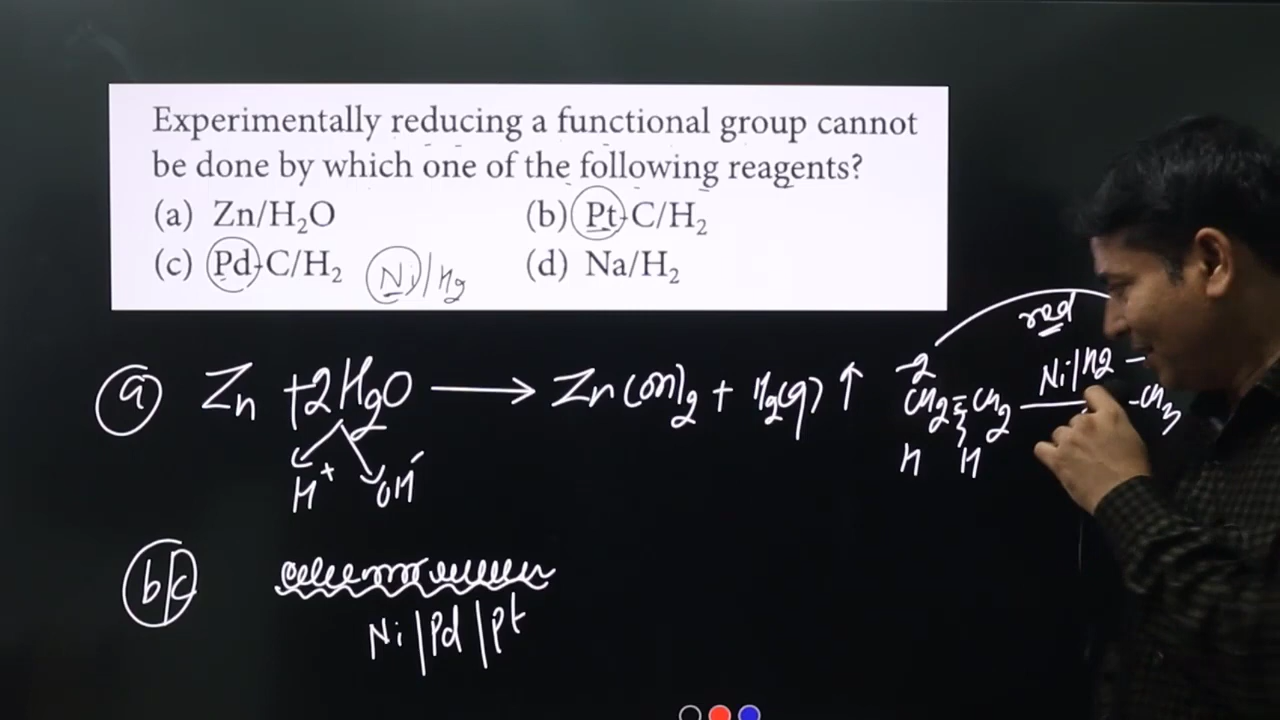 Experimentally reducing a functional group cannot
be done by which one of the following reagents?
(a) Zn/H₂O
(b) Pt-C/H₂
(c) Pd-C/H₂
Ni/H₂
(d) Na/H₂
red
(a) Zn + 2H₂O ⟶ Zn(OH)₂ + H₂(g) ↑
-2
CH₂=CH₂
Ni/H₂
-CH₃
H⁺ OH⁻
H H
b/c
Ni/Pd/Pt